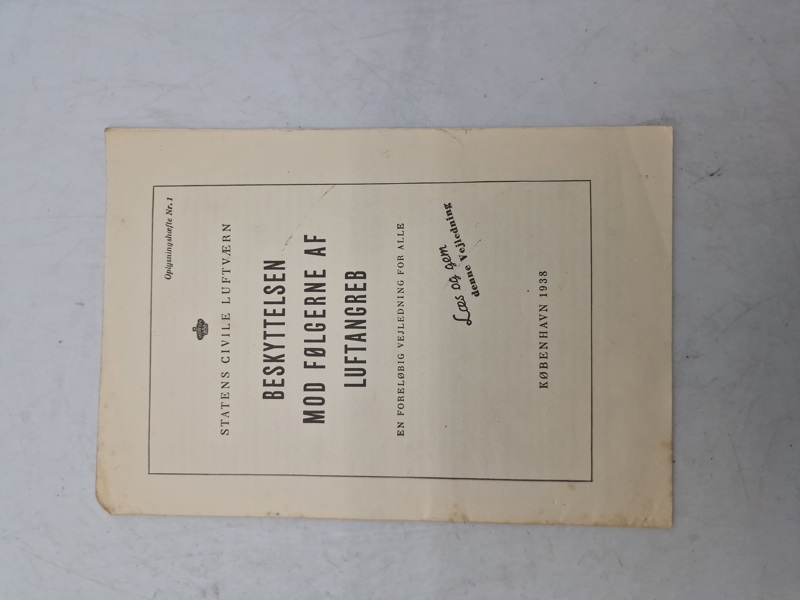 Oplysningshæfte Nr. 1
STATENS CIVILE LUFTVÆRN
BESKYTTELSEN
MOD FØLGERNE AF
LUFTANGREB
EN FORELØBIG VEJLEDNING FOR ALLE
Læs og gem
denne Vejledning
KØBENHAVN 1938